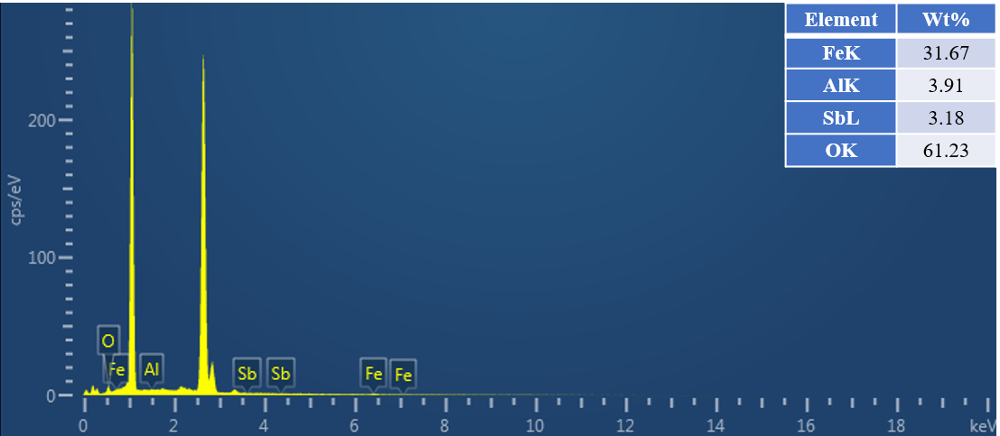 Element Wt%
FeK 31.67
AlK 3.91
SbL 3.18
OK 61.23
200
100
0
cps/eV
O
Fe Al Sb Sb Fe Fe
0 2 4 6 8 10 12 14 16 18 keV